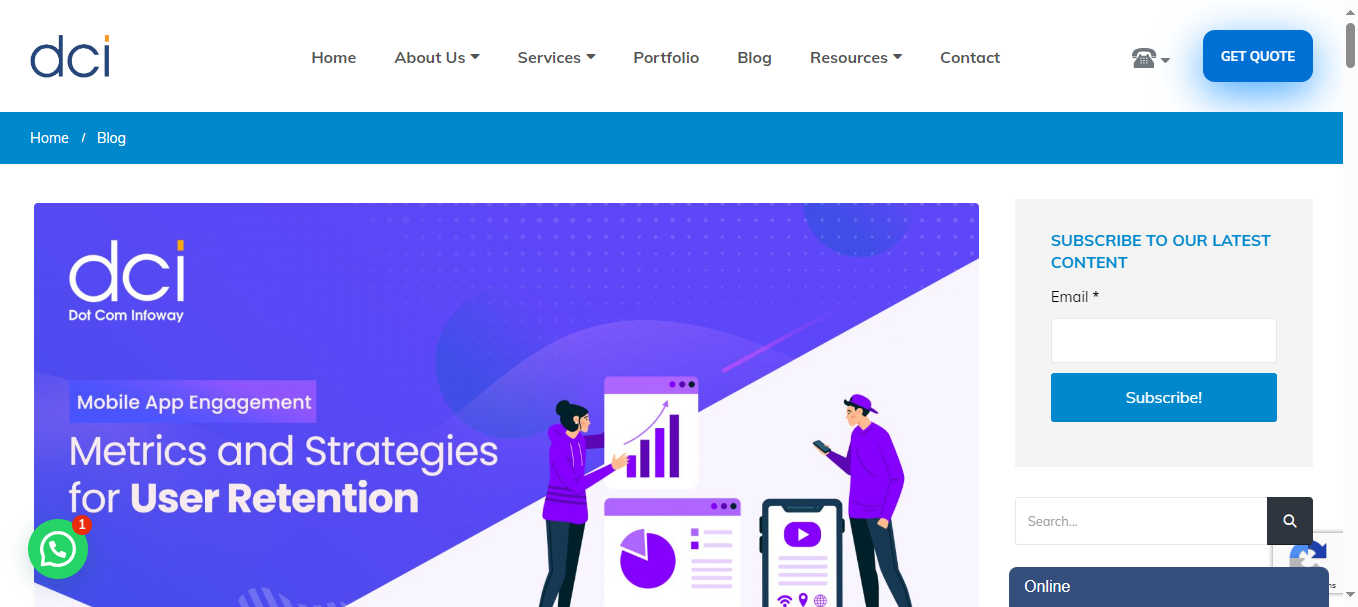 dci
Home
About Us
Services
Portfolio
Blog
Resources
Contact
GET QUOTE
Home / Blog
dci
Dot Com Infoway
Mobile App Engagement
Metrics and Strategies
for User Retention
1
SUBSCRIBE TO OUR LATEST
CONTENT
Email *
Subscribe!
Search...
Online